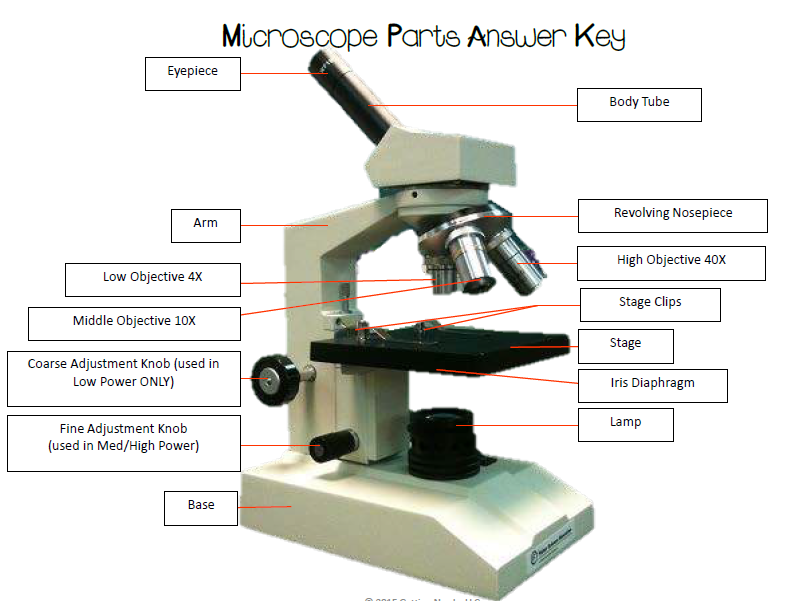 Microscope Parts Answer Key
Eyepiece
Body Tube
Arm
Revolving Nosepiece
High Objective 40X
Low Objective 4X
Stage Clips
Middle Objective 10X
Stage
Coarse Adjustment Knob (used in
Low Power ONLY)
Iris Diaphragm
Lamp
Fine Adjustment Knob
(used in Med/High Power)
Base